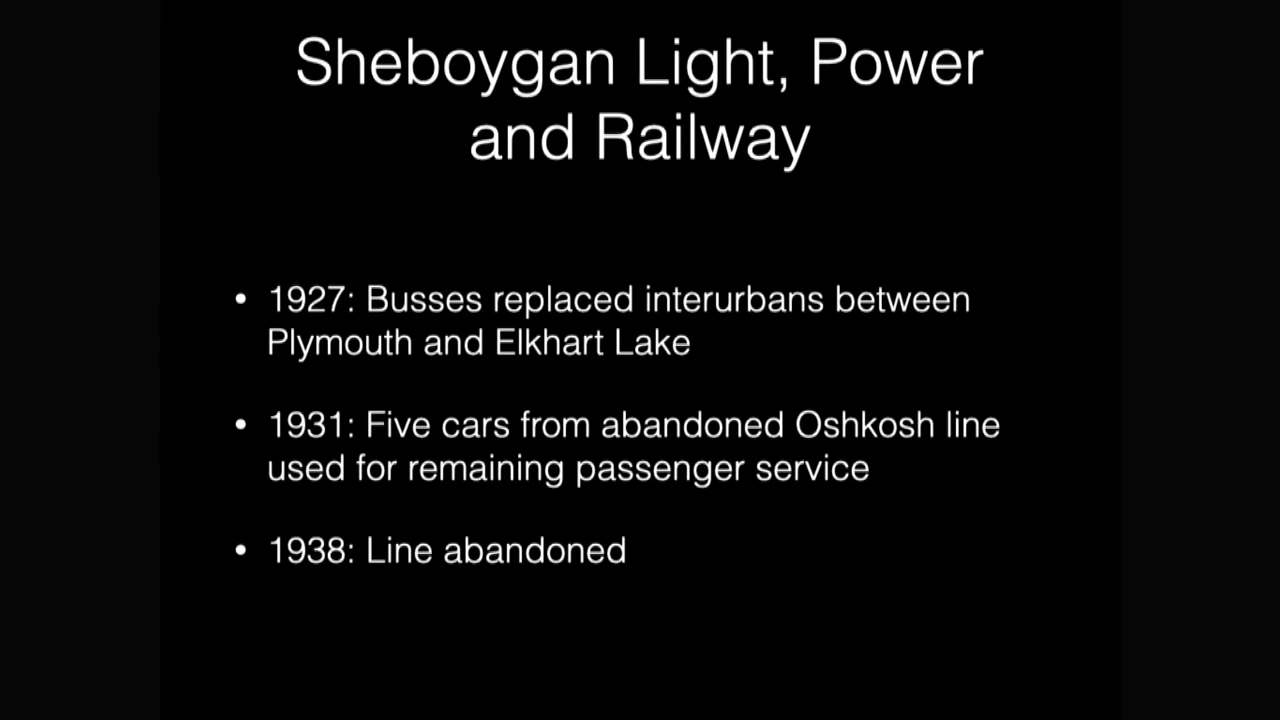 Sheboygan Light, Power
and Railway
• 1927: Busses replaced interurbans between
Plymouth and Elkhart Lake
• 1931: Five cars from abandoned Oshkosh line
used for remaining passenger service
• 1938: Line abandoned